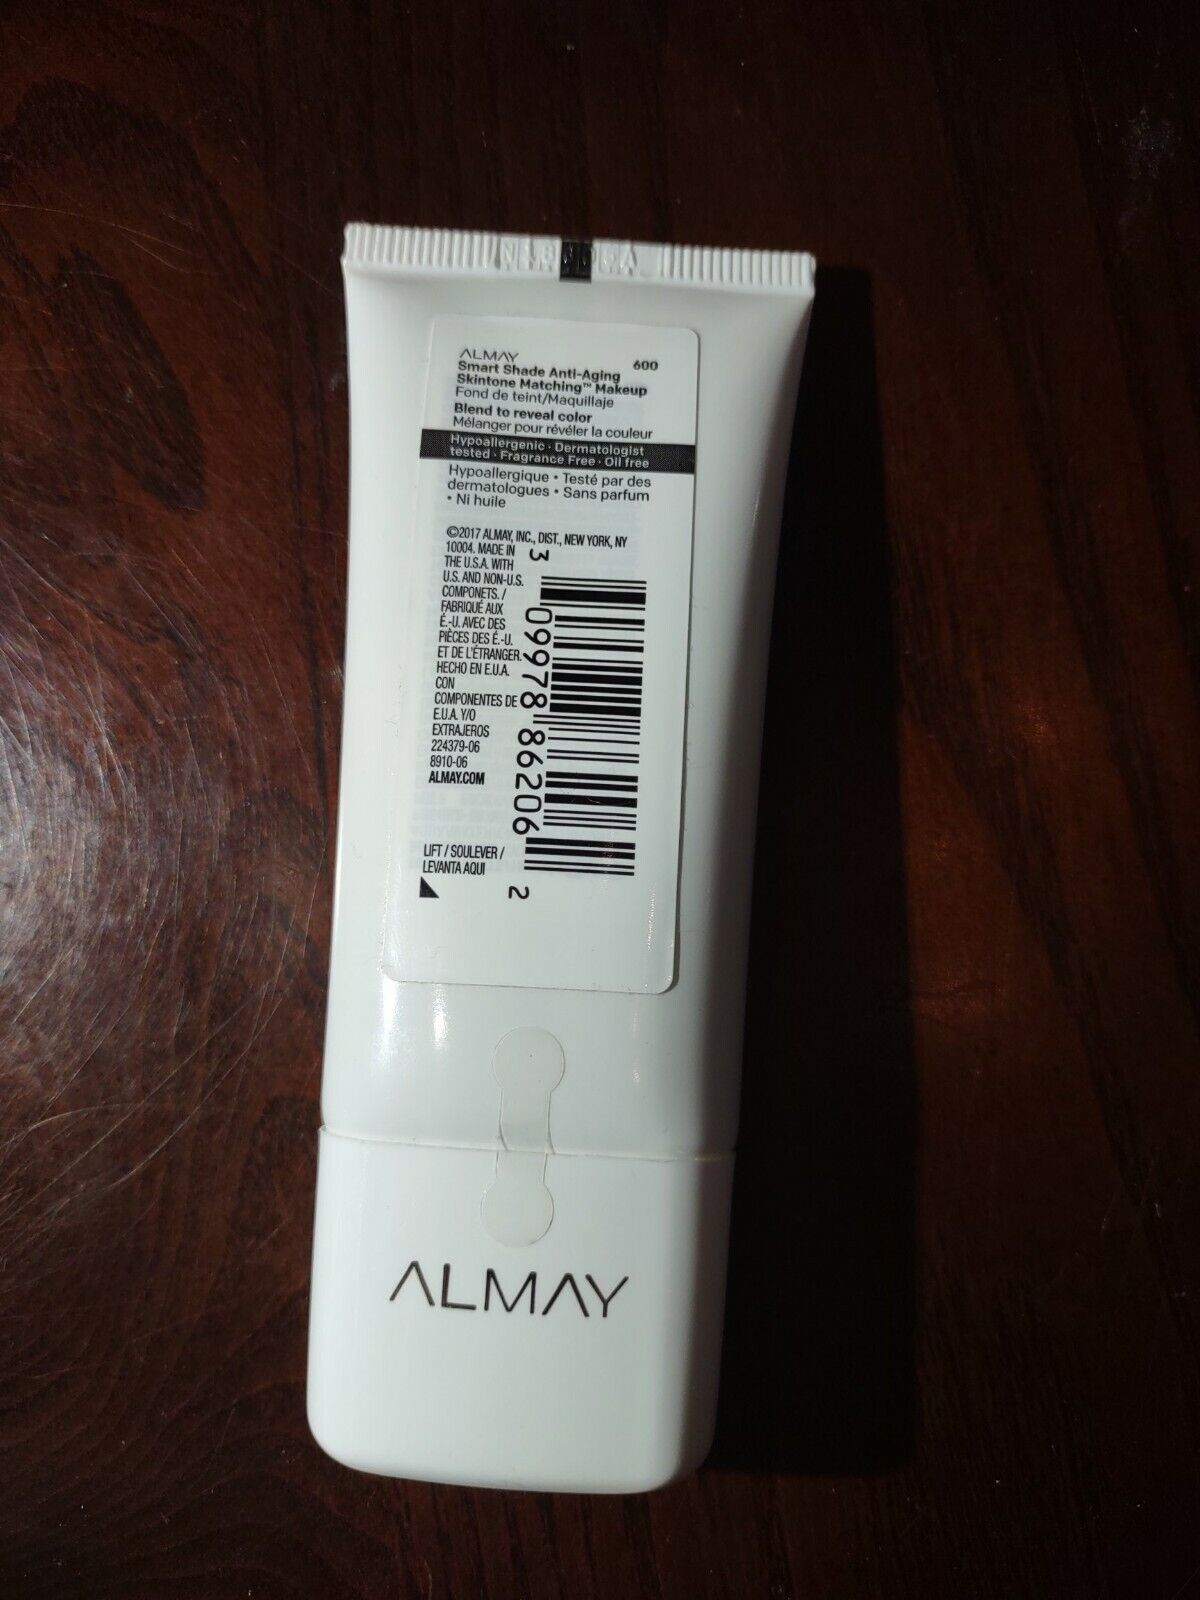 ALMAY 600
Smart Shade Anti-Aging
Skintone Matching™ Makeup
Fond de teint/Maquillaje
Blend to reveal color
Mélanger pour révéler la couleur
Hypoallergenic · Dermatologist
tested · Fragrance Free · Oil free
Hypoallergique • Testé par des
dermatologues • Sans parfum
• Ni huile
©2017 ALMAY, INC., DIST., NEW YORK, NY
10004. MADE IN
THE U.S.A. WITH
U.S. AND NON-U.S.
COMPONETS. /
FABRIQUÉ AUX
É.-U. AVEC DES
PIÈCES DES É.-U.
ET DE L'ÉTRANGER.
HECHO EN E.U.A.
CON
COMPONENTES DE
E.U.A. Y/O
EXTRAJEROS
224379-06
8910-06
ALMAY.COM
3 09978 86206 2
LIFT / SOULEVER /
LEVANTA AQUI
ALMAY